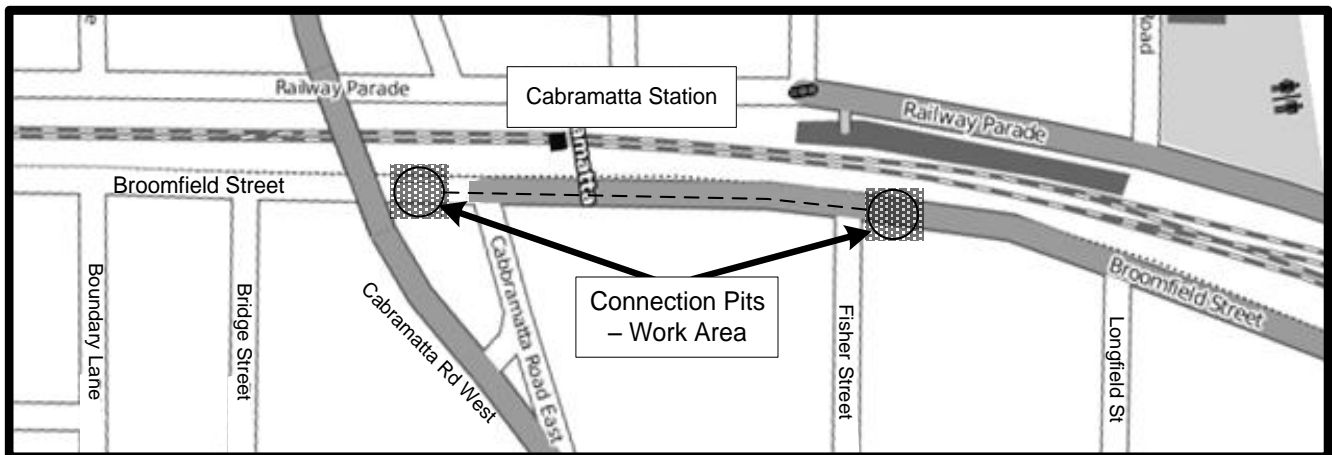 Road
Railway Parade
Cabramatta Station
Railway Parade
Broomfield Street
Boundary Lane
Bridge Street
Cabramatta Rd West
Cabbramatta Road East
Connection Pits
– Work Area
Fisher Street
Longfield St
Broomfield Street